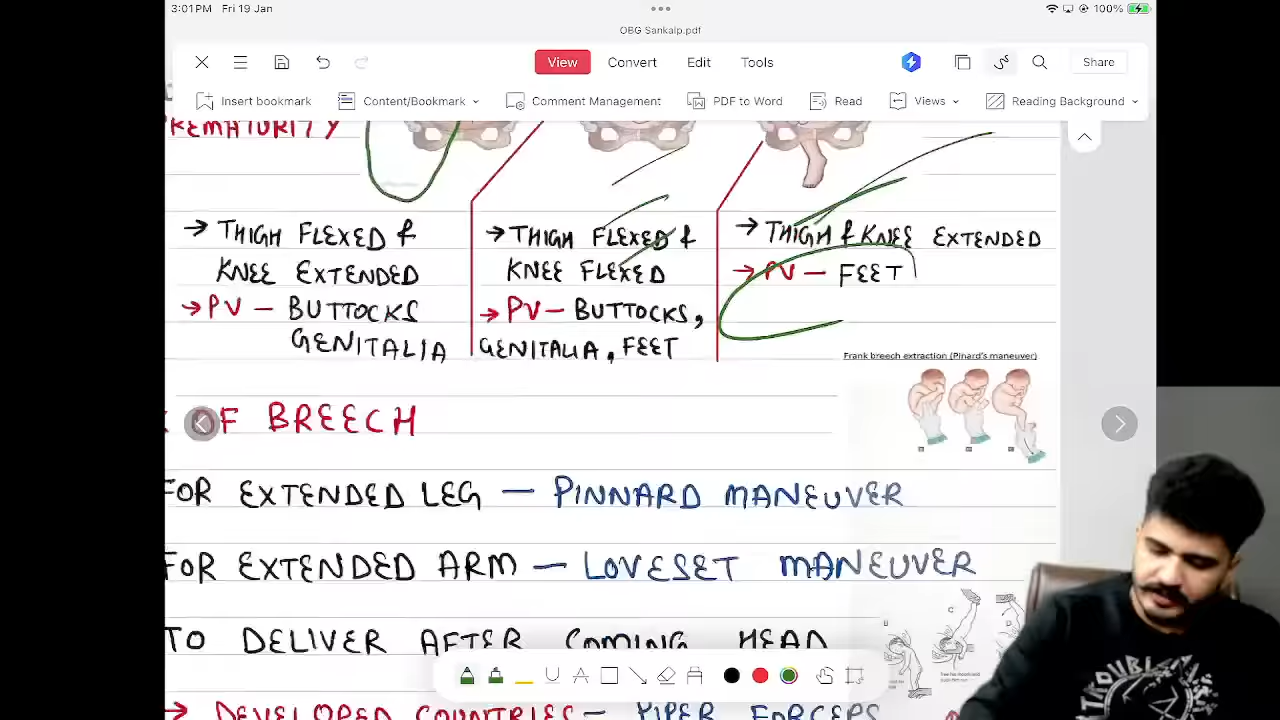 3:01PM Fri 19 Jan
100%
OBG Sankalp.pdf
View Convert Edit Tools
Share
Insert bookmark Content/Bookmark Comment Management PDF to Word Read Views Reading Background
REMATURITY
→ THIGH FLEXED &
KNEE EXTENDED
→ PV — BUTTOCKS
GENITALIA
→ THIGH FLEXED &
KNEE FLEXED
→ PV — BUTTOCKS,
GENITALIA, FEET
→ THIGH & KNEE EXTENDED
→ PV — FEET
Frank breech extraction (Pinard's maneuver)
OF BREECH
FOR EXTENDED LEG — PINNARD MANEUVER
FOR EXTENDED ARM — LOVESET MANEUVER
TO DELIVER AFTER COMING HEAD
→ DEVELOPED COUNTRIES — PIPER FORCEPS